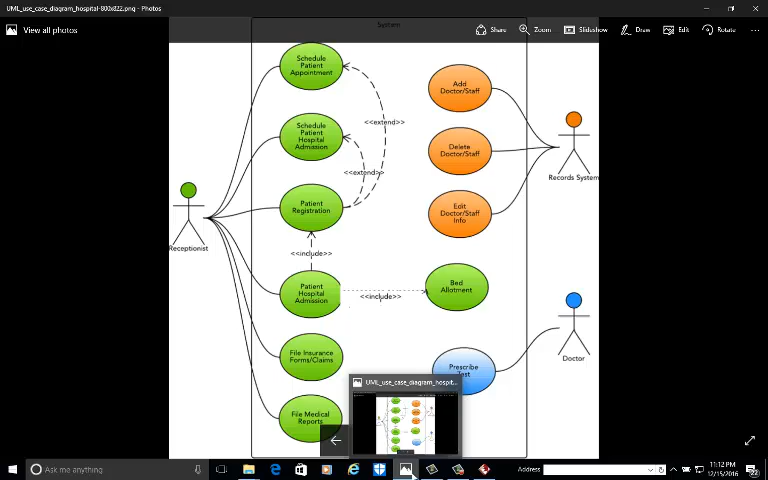 UML_use_case_diagram_hospital-800x822.png - Photos
View all photos
Share
Zoom
Slideshow
Draw
Edit
Rotate
System
Schedule
Patient
Appointment
<<extend>>
Add
Doctor/Staff
Schedule
Patient
Hospital
Admission
<<extend>>
Delete
Doctor/Staff
Records System
Patient
Registration
Edit
Doctor/Staff
Info
Receptionist
<<include>>
Patient
Hospital
Admission
<<include>>
Bed
Allotment
File Insurance
Forms/Claims
Prescribe
Test
Doctor
File Medical
Reports
UML_use_case_diagram_hospit...
Ask me anything
Address
11:12 PM
12/15/2016
22